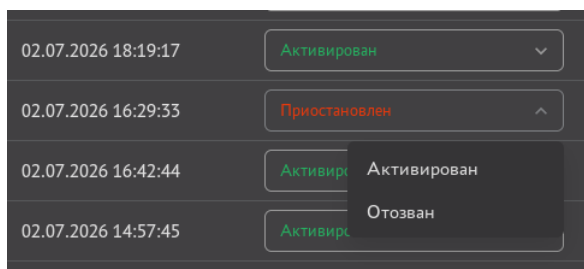 02.07.2026 18:19:17 Активирован
02.07.2026 16:29:33 Приостановлен
02.07.2026 16:42:44 Активиро
Активирован
Отозван
02.07.2026 14:57:45 Активиро